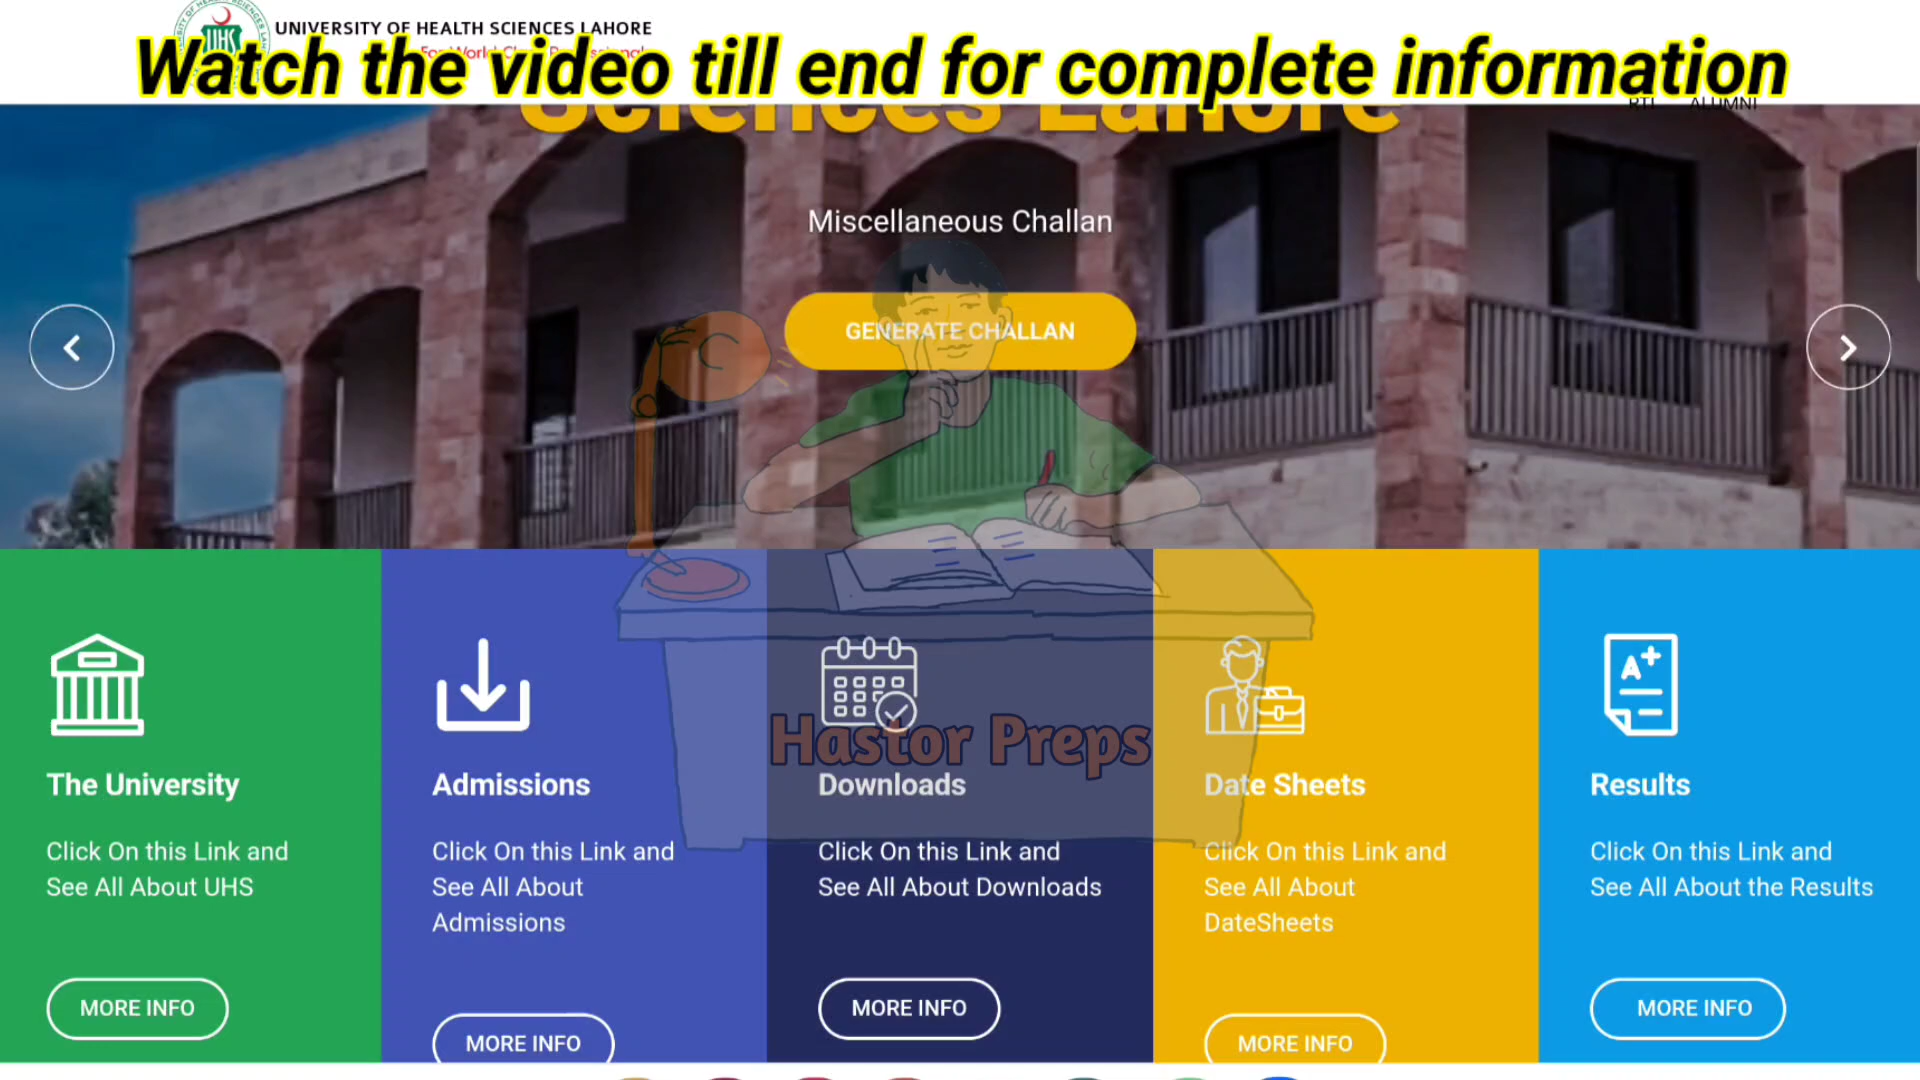 UNIVERSITY OF HEALTH SCIENCES LAHORE
UHS
Watch the video till end for complete information
Sciences Lahore
RTI ALUMNI
Miscellaneous Challan
GENERATE CHALLAN
Hastor Preps
The University
Click On this Link and
See All About UHS
MORE INFO
Admissions
Click On this Link and
See All About
Admissions
MORE INFO
Downloads
Click On this Link and
See All About Downloads
MORE INFO
Date Sheets
Click On this Link and
See All About
DateSheets
MORE INFO
A+
Results
Click On this Link and
See All About the Results
MORE INFO